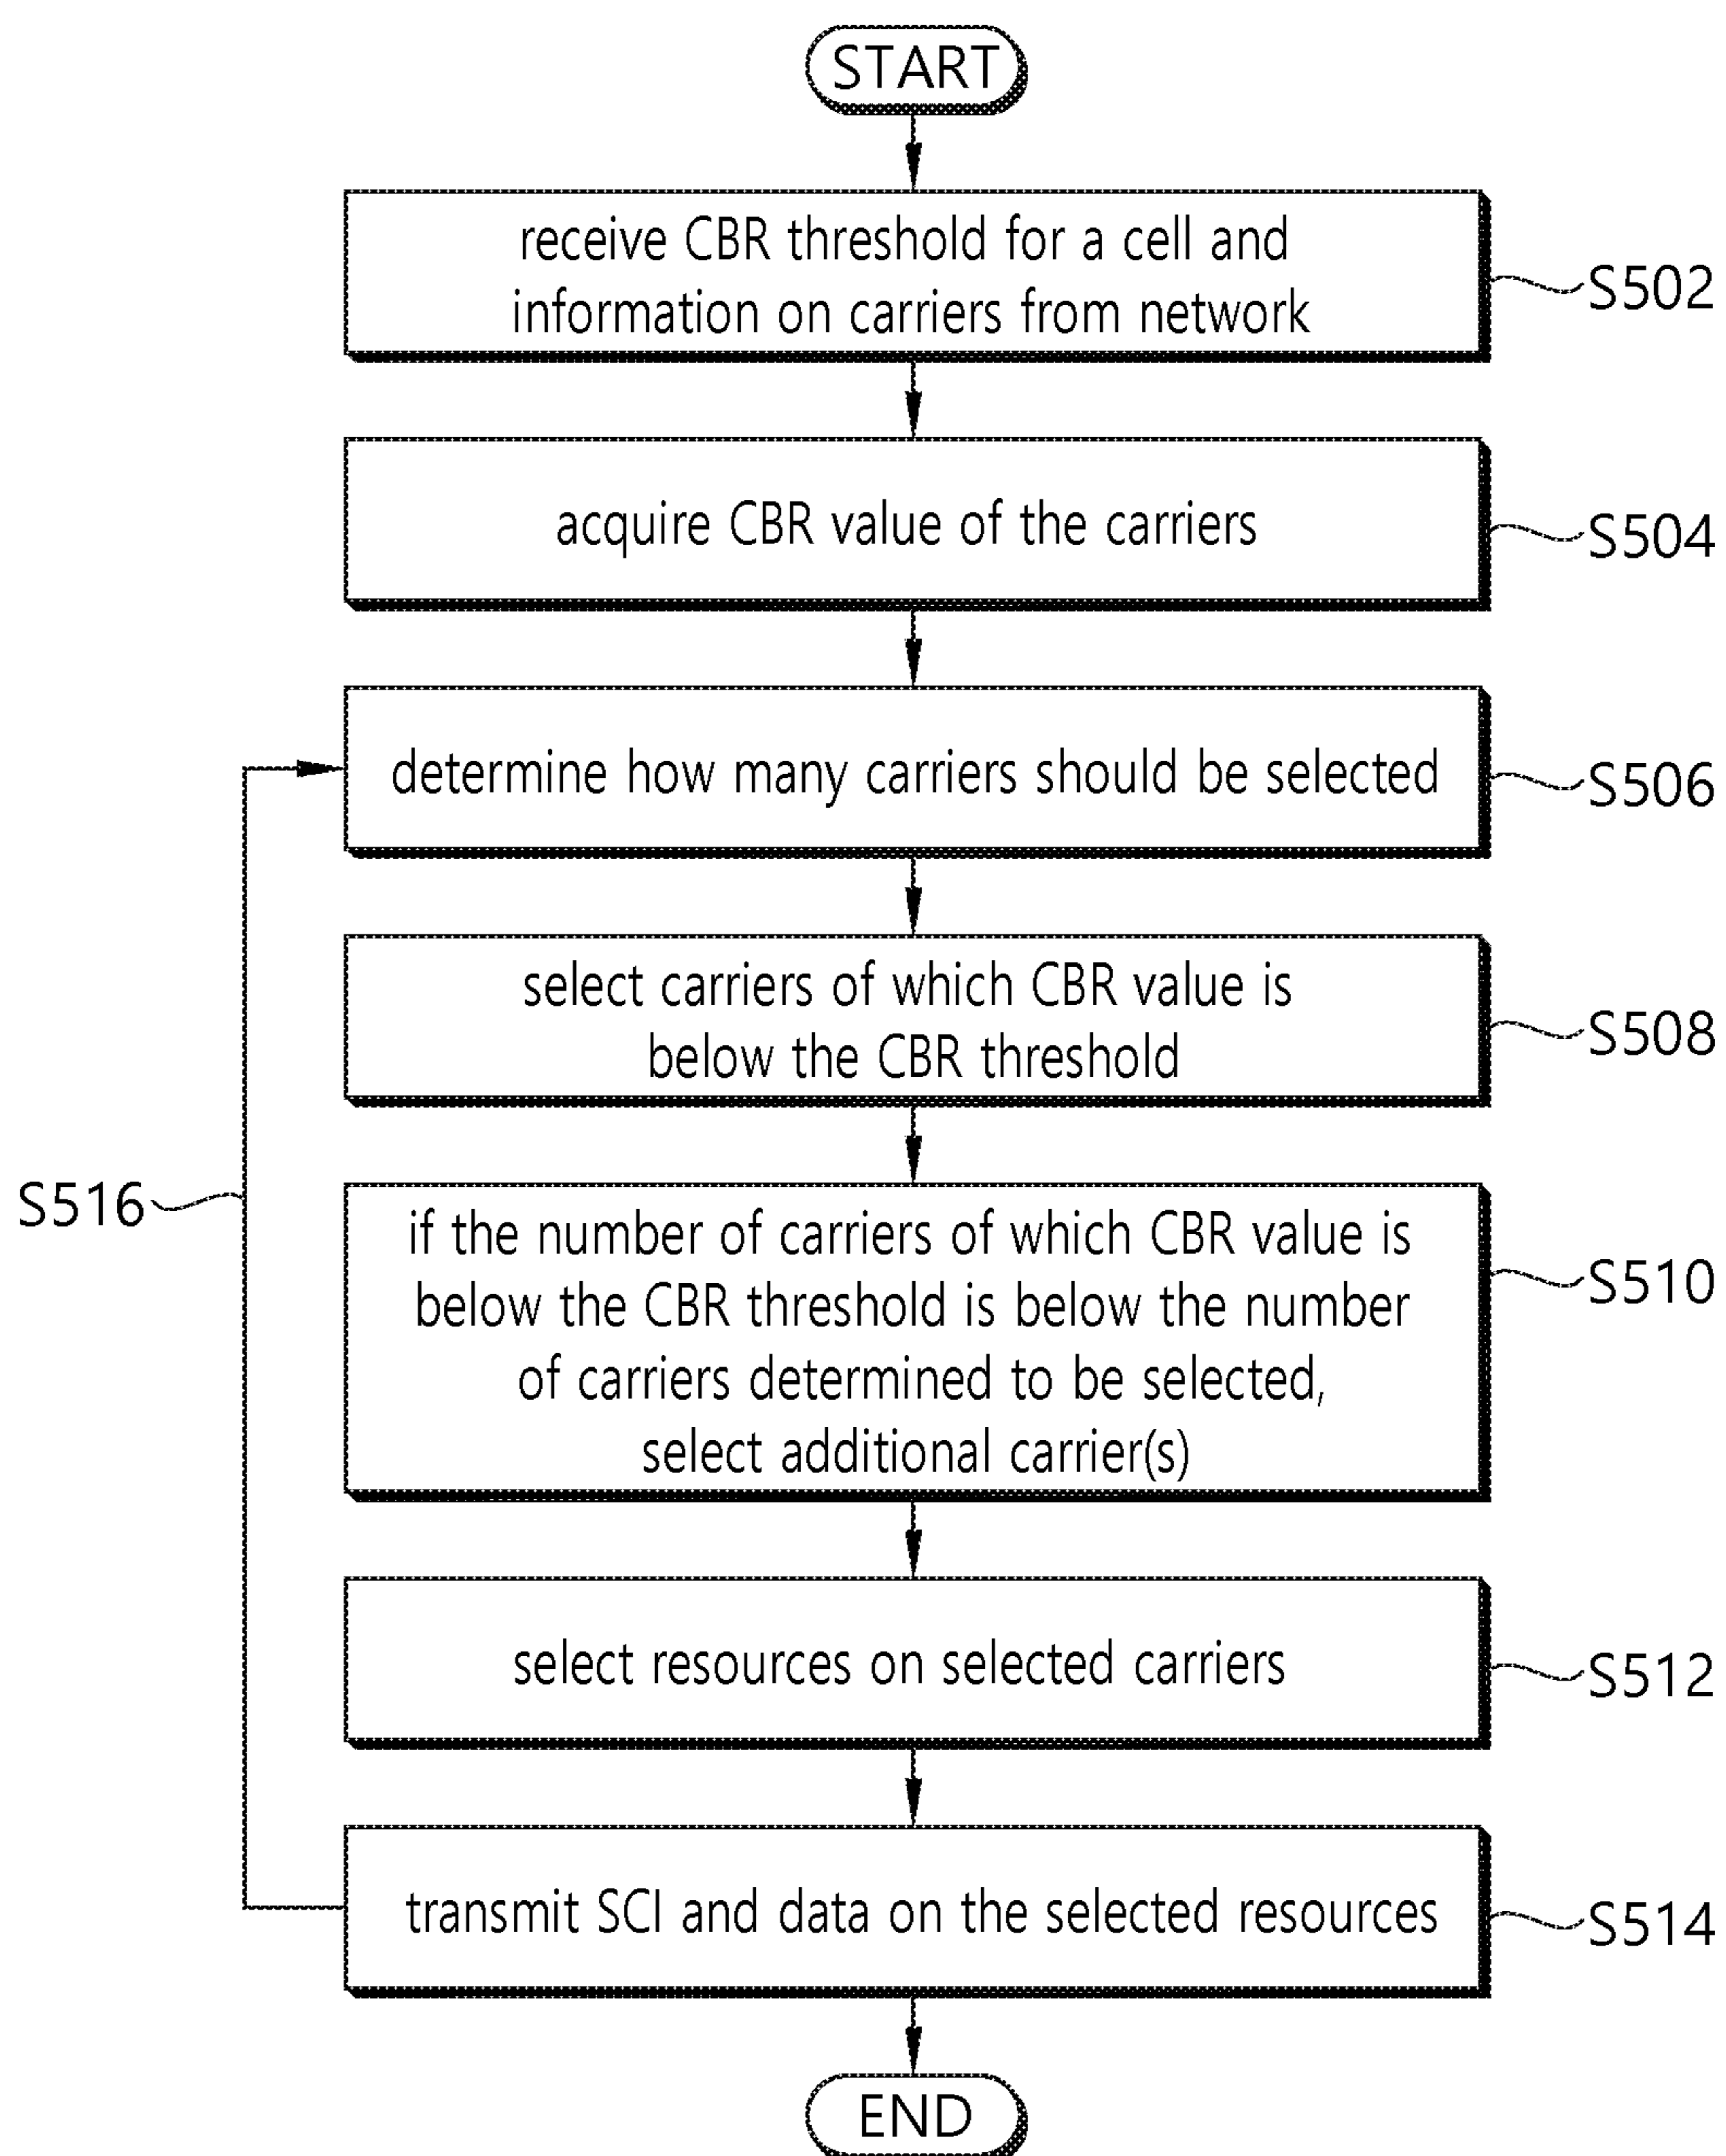 START
receive CBR threshold for a cell and
information on carriers from network
S502
acquire CBR value of the carriers
S504
determine how many carriers should be selected
S506
select carriers of which CBR value is
below the CBR threshold
S508
if the number of carriers of which CBR value is
below the CBR threshold is below the number
of carriers determined to be selected,
select additional carrier(s)
S510
S516
select resources on selected carriers
S512
transmit SCI and data on the selected resources
S514
END